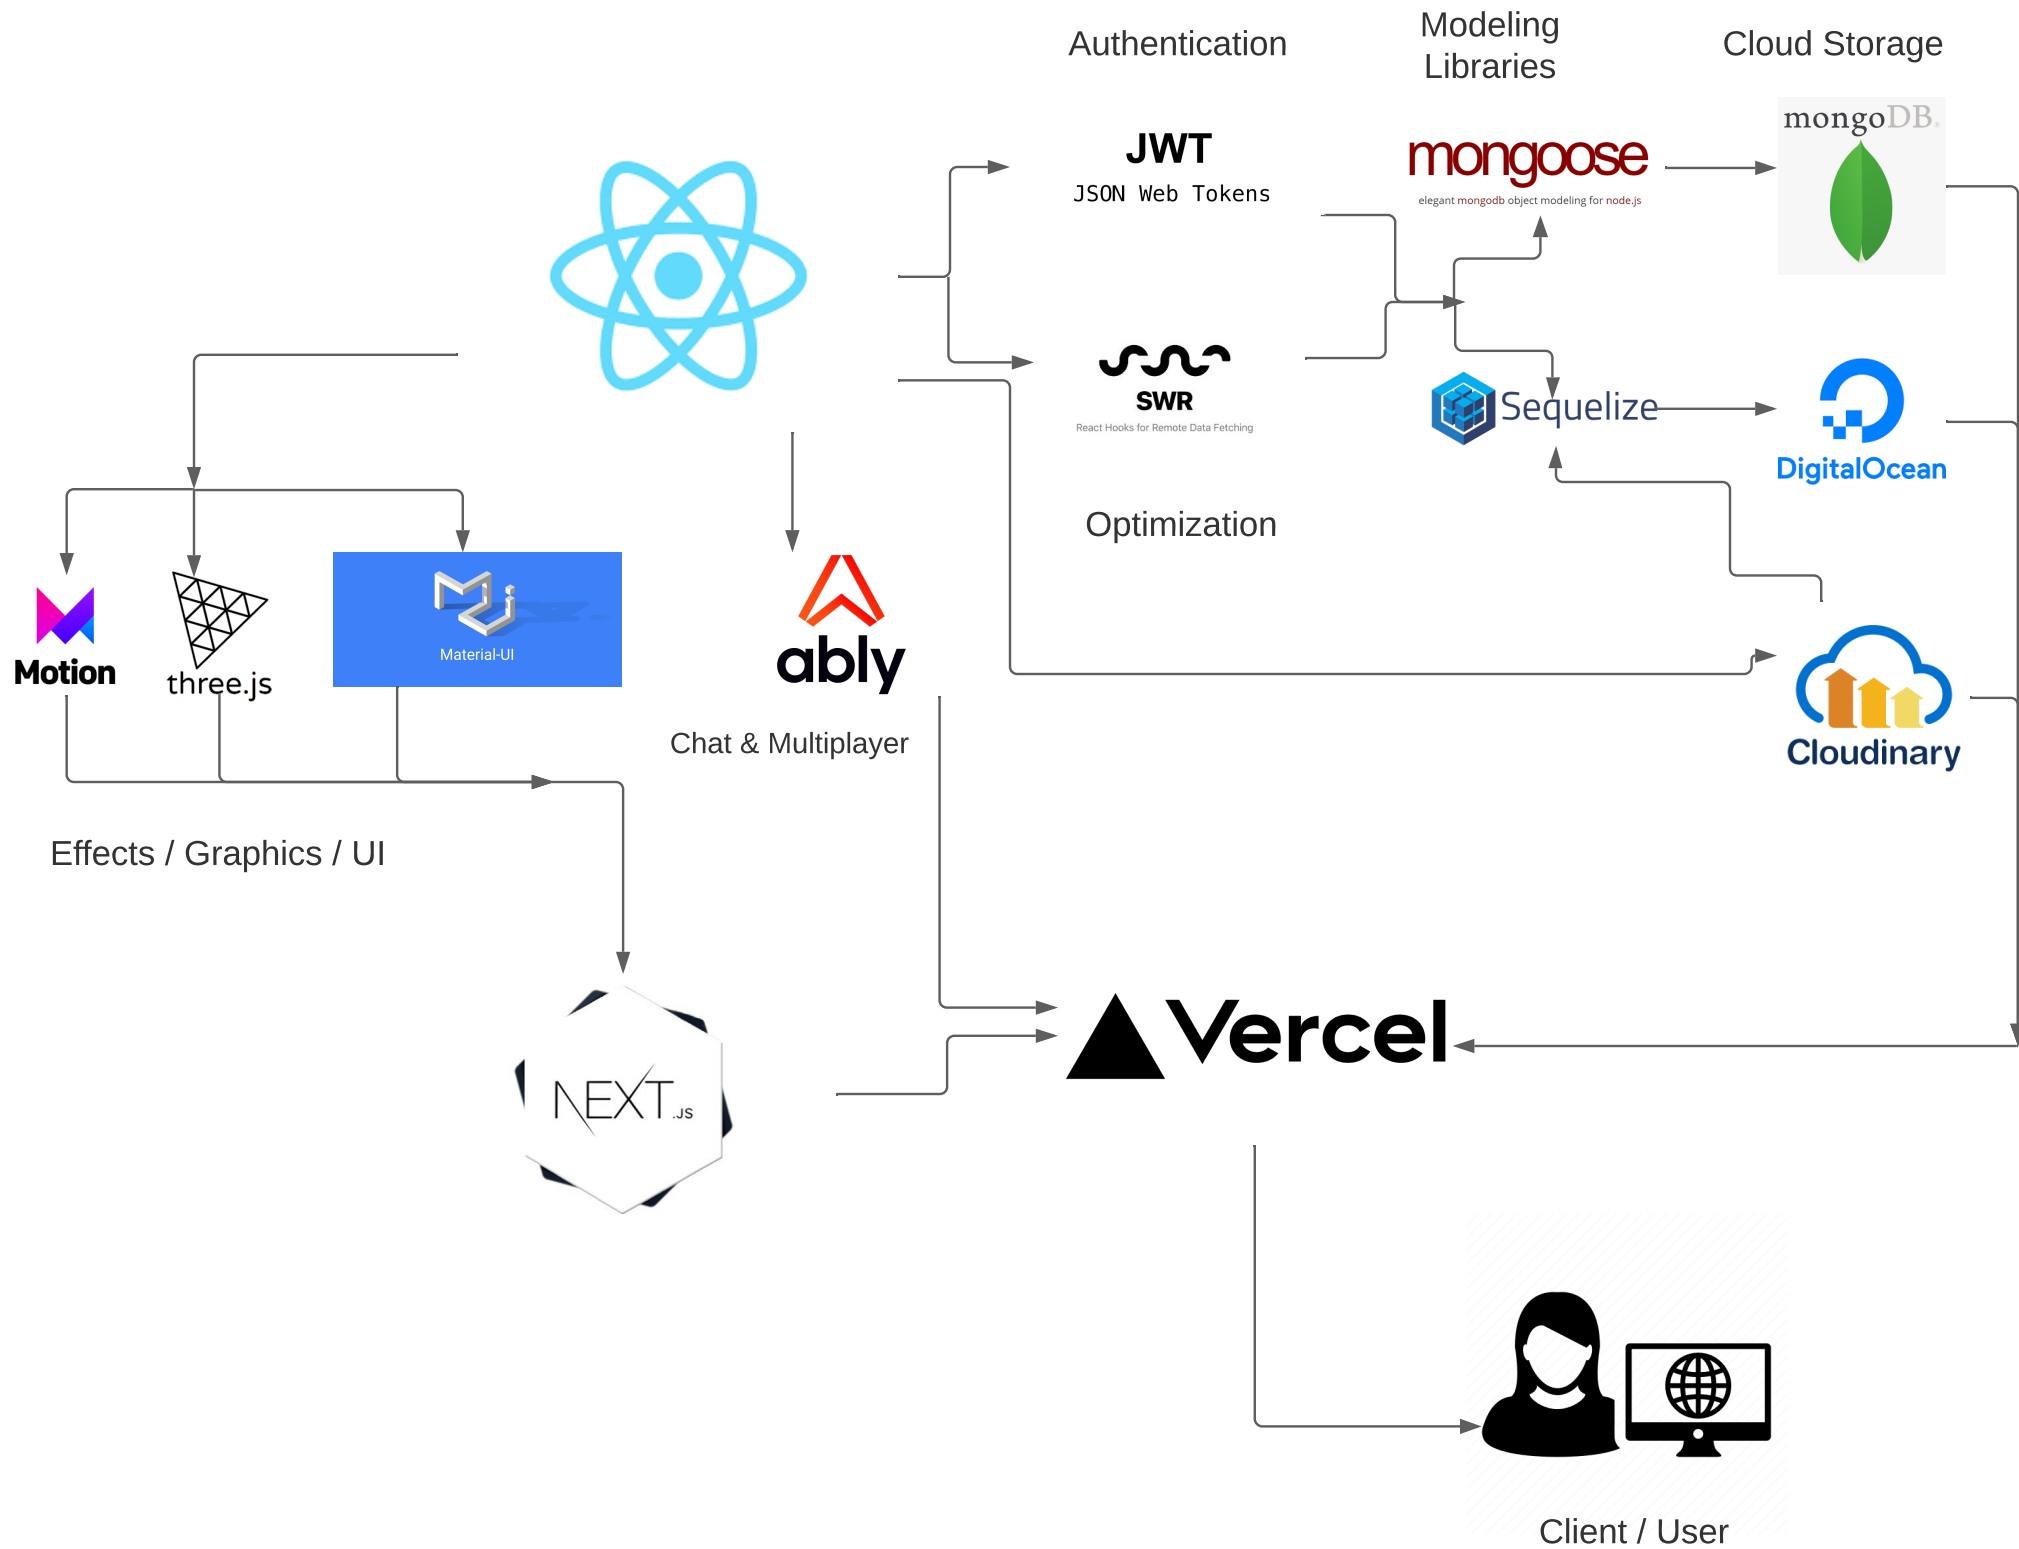 Authentication
Modeling
Libraries
Cloud Storage
JWT
JSON Web Tokens
mongoose
elegant mongodb object modeling for node.js
mongoDB®
SWR
React Hooks for Remote Data Fetching
Sequelize
DigitalOcean
Optimization
Motion
three.js
Material-UI
ably
Chat & Multiplayer
Cloudinary
Effects / Graphics / UI
NEXT.JS
Vercel
Client / User